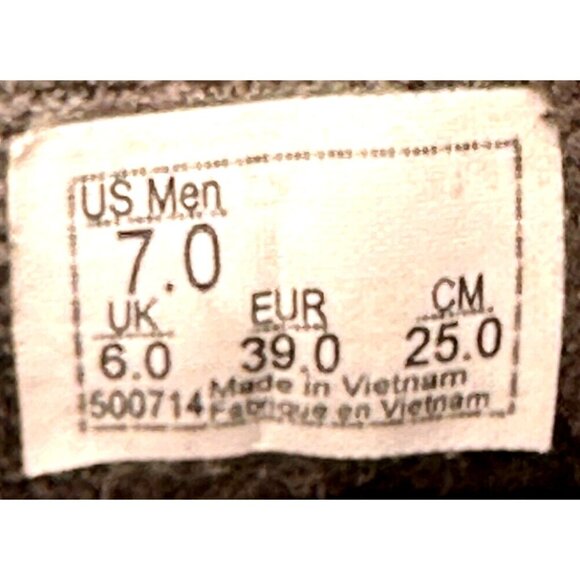 US Men
7.0
UK EUR CM.
6.0 39.0 25.0
500714 Made in Vietnam
Fabrique en Vietnam